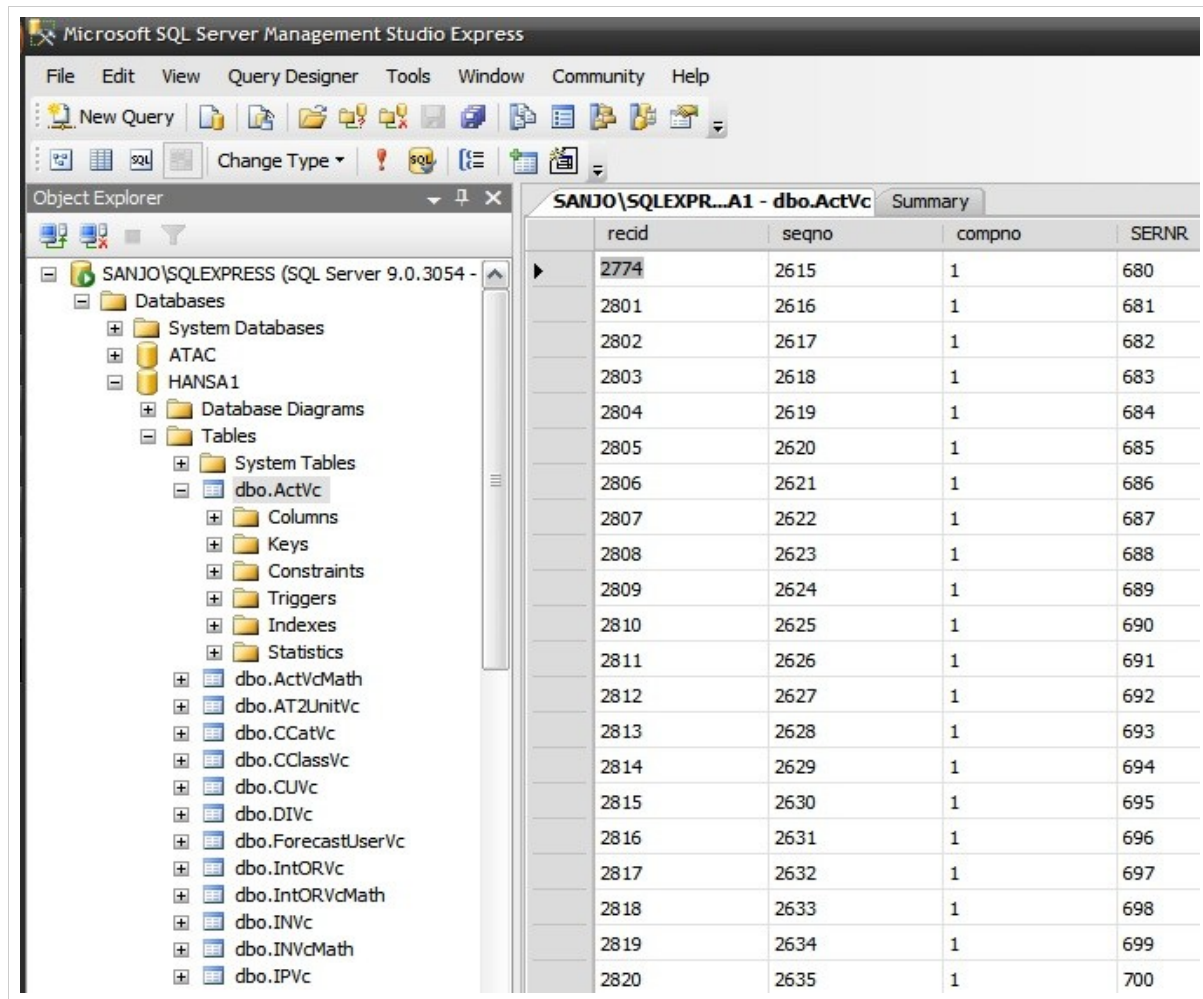 Microsoft SQL Server Management Studio Express
File Edit View Query Designer Tools Window Community Help
New Query
SQL Change Type SQL
Object Explorer
SANJO\SQLEXPRESS (SQL Server 9.0.3054 -
Databases
System Databases
ATAC
HANSA1
Database Diagrams
Tables
System Tables
dbo.ActVc
Columns
Keys
Constraints
Triggers
Indexes
Statistics
dbo.ActVcMath
dbo.AT2UnitVc
dbo.CCatVc
dbo.CClassVc
dbo.CUVc
dbo.DIVc
dbo.ForecastUserVc
dbo.IntORVc
dbo.IntORVcMath
dbo.INVc
dbo.INVcMath
dbo.IPVc
SANJO\SQLEXPR...A1 - dbo.ActVc Summary
recid seqno compno SERNR
2774 2615 1 680
2801 2616 1 681
2802 2617 1 682
2803 2618 1 683
2804 2619 1 684
2805 2620 1 685
2806 2621 1 686
2807 2622 1 687
2808 2623 1 688
2809 2624 1 689
2810 2625 1 690
2811 2626 1 691
2812 2627 1 692
2813 2628 1 693
2814 2629 1 694
2815 2630 1 695
2816 2631 1 696
2817 2632 1 697
2818 2633 1 698
2819 2634 1 699
2820 2635 1 700